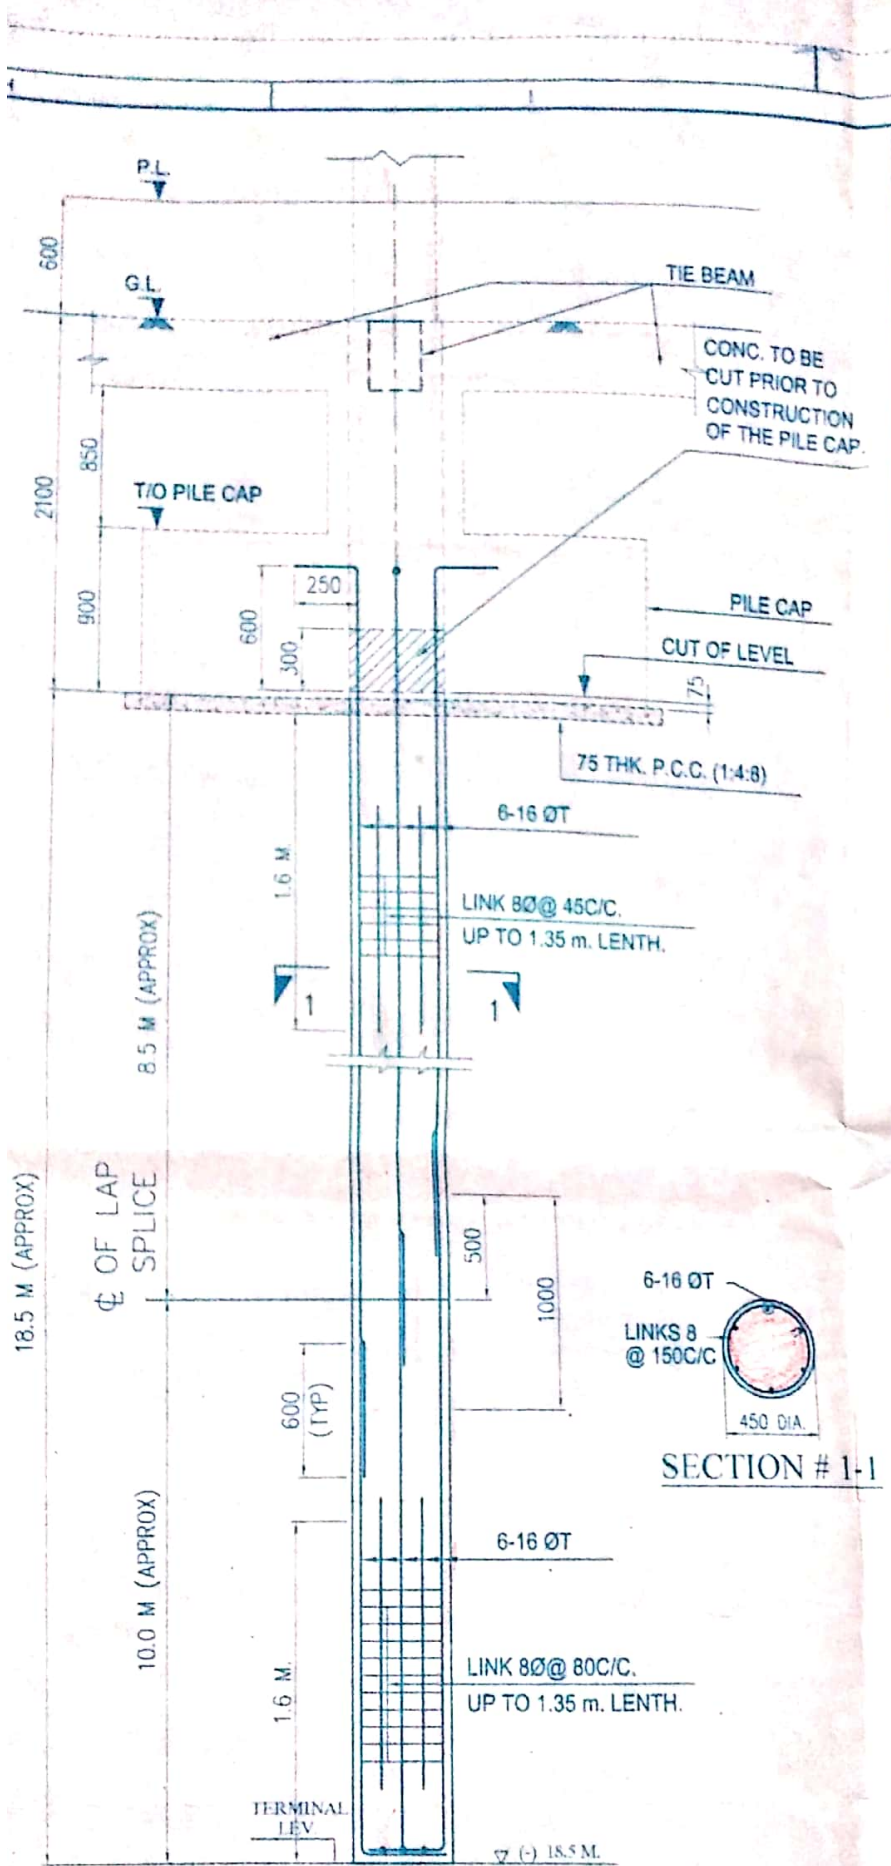 P.L.
600
G.L.
TIE BEAM
CONC. TO BE
CUT PRIOR TO
CONSTRUCTION
OF THE PILE CAP.
850
2100
T/O PILE CAP
900
250
600
300
PILE CAP
CUT OF LEVEL
75
75 THK. P.C.C. (1:4:8)
6-16 ØT
1.6 M.
LINK 8Ø@ 45C/C.
UP TO 1.35 m. LENTH.
8.5 M (APPROX)
1
1
18.5 M (APPROX)
℄ OF LAP
SPLICE
500
1000
6-16 ØT
LINKS 8
@ 150C/C
450 DIA.
SECTION # 1-1
600
(TYP)
10.0 M (APPROX)
6-16 ØT
1.6 M.
LINK 8Ø@ 80C/C.
UP TO 1.35 m. LENTH.
TERMINAL
LEV.
(-) 18.5 M.